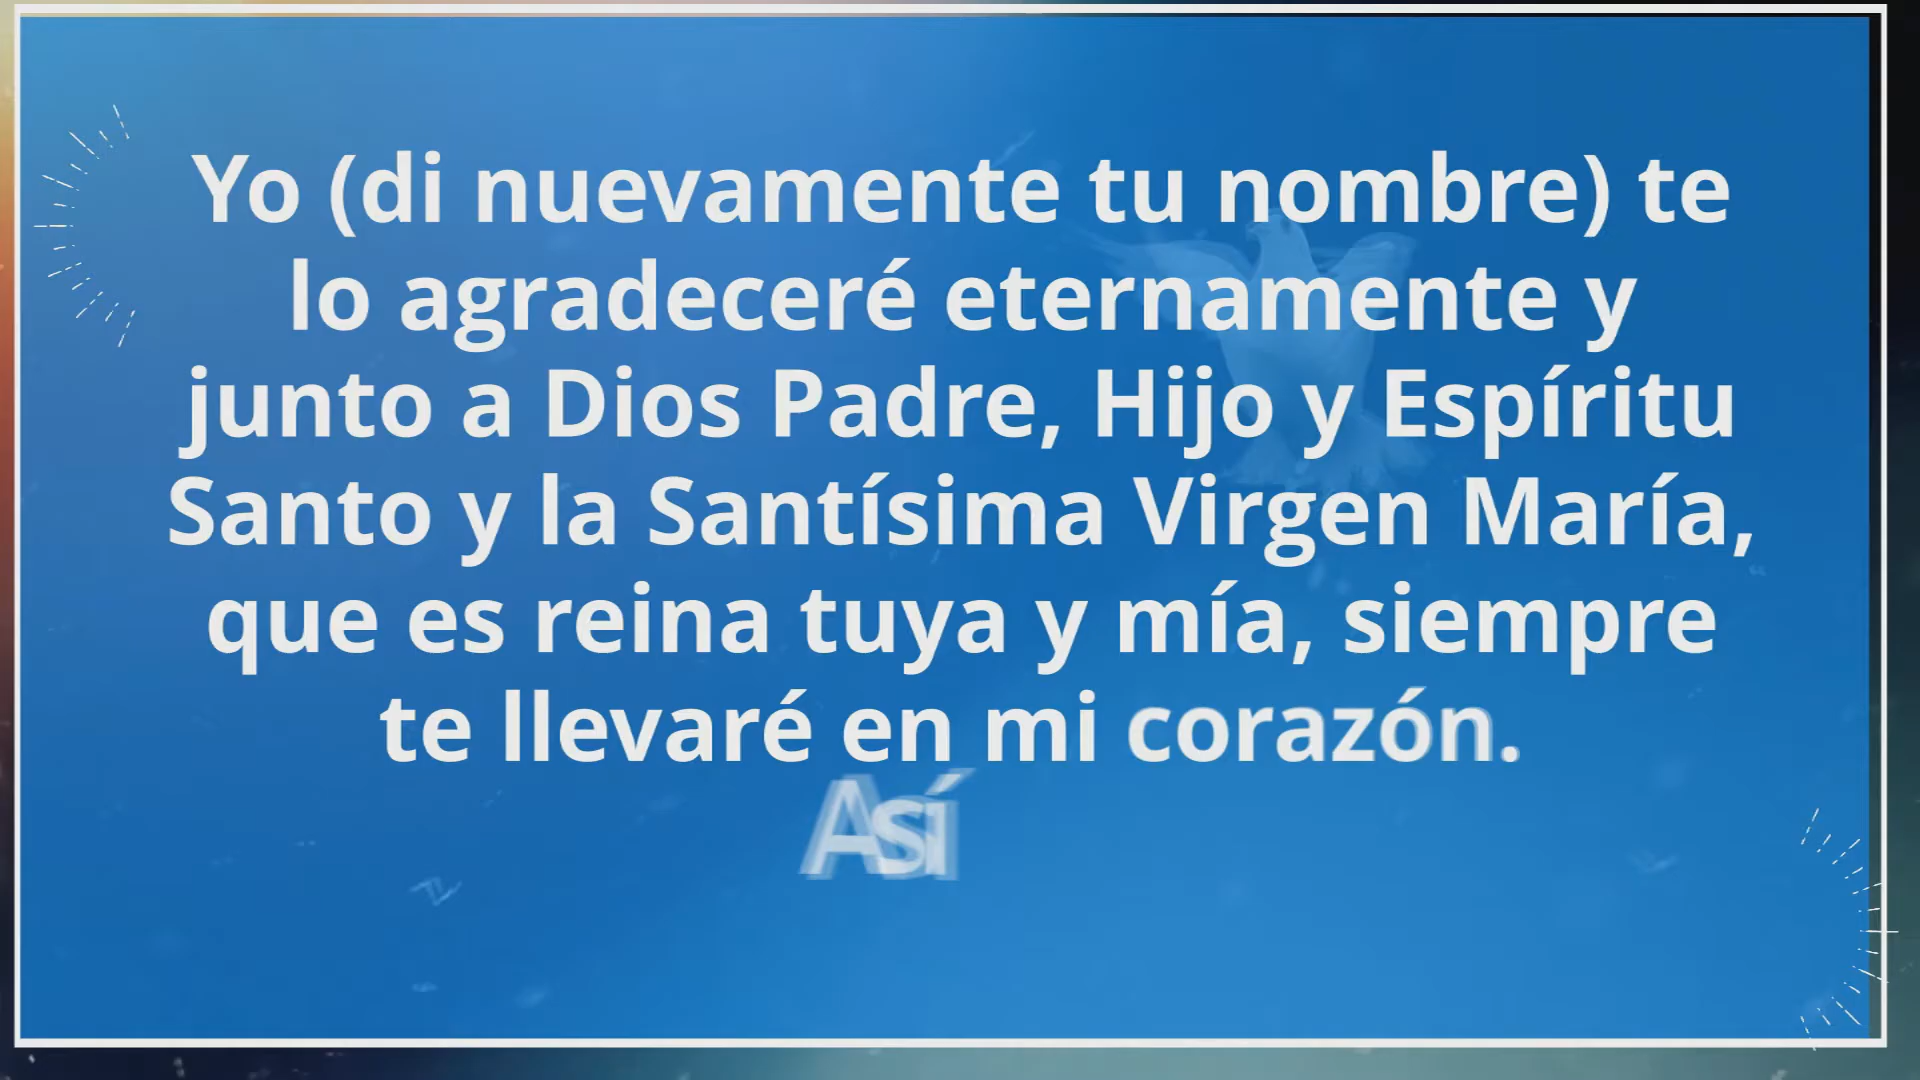 Yo (di nuevamente tu nombre) te
lo agradeceré eternamente y
junto a Dios Padre, Hijo y Espíritu
Santo y la Santísima Virgen María,
que es reina tuya y mía, siempre
te llevaré en mi corazón.
Así